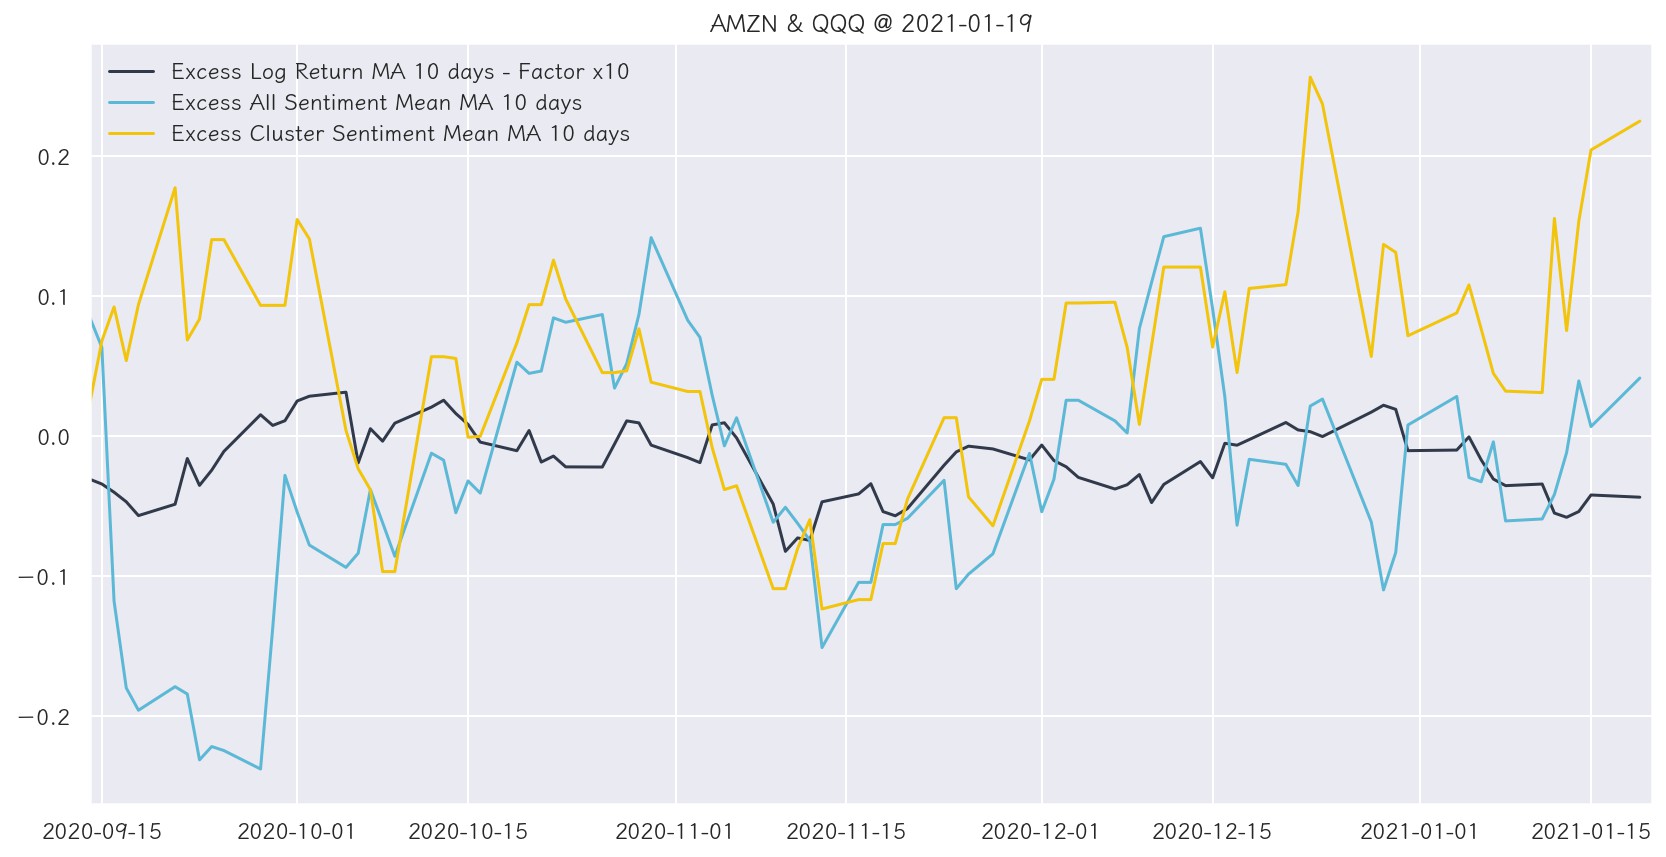 AMZN & QQQ @ 2021-01-19
Excess Log Return MA 10 days - Factor x10
Excess All Sentiment Mean MA 10 days
Excess Cluster Sentiment Mean MA 10 days
0.2
0.1
0.0
−0.1
−0.2
2020-09-15 2020-10-01 2020-10-15 2020-11-01 2020-11-15 2020-12-01 2020-12-15 2021-01-01 2021-01-15